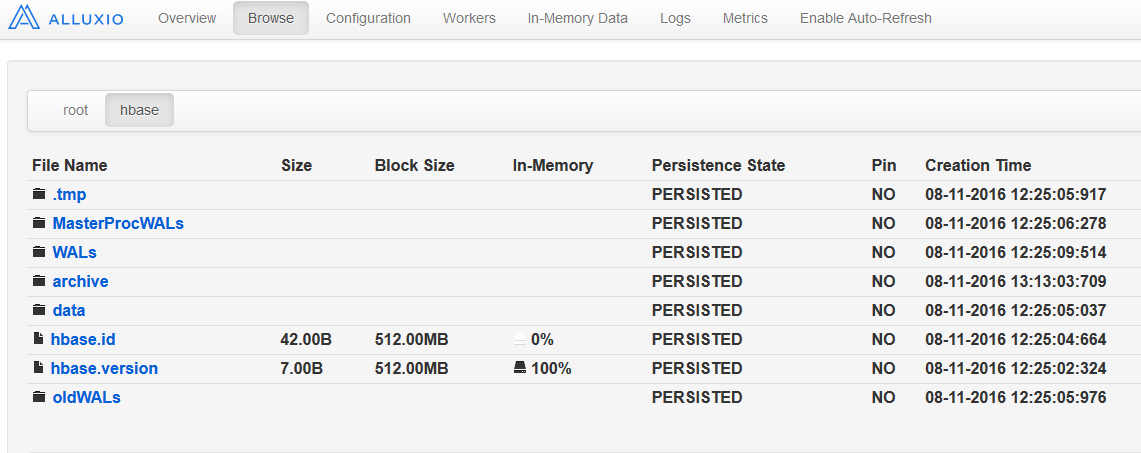 ALLUXIO Overview Browse Configuration Workers In-Memory Data Logs Metrics Enable Auto-Refresh
root hbase
File Name Size Block Size In-Memory Persistence State Pin Creation Time
.tmp PERSISTED NO 08-11-2016 12:25:05:917
MasterProcWALs PERSISTED NO 08-11-2016 12:25:06:278
WALs PERSISTED NO 08-11-2016 12:25:09:514
archive PERSISTED NO 08-11-2016 13:13:03:709
data PERSISTED NO 08-11-2016 12:25:05:037
hbase.id 42.00B 512.00MB 0% PERSISTED NO 08-11-2016 12:25:04:664
hbase.version 7.00B 512.00MB 100% PERSISTED NO 08-11-2016 12:25:02:324
oldWALs PERSISTED NO 08-11-2016 12:25:05:976